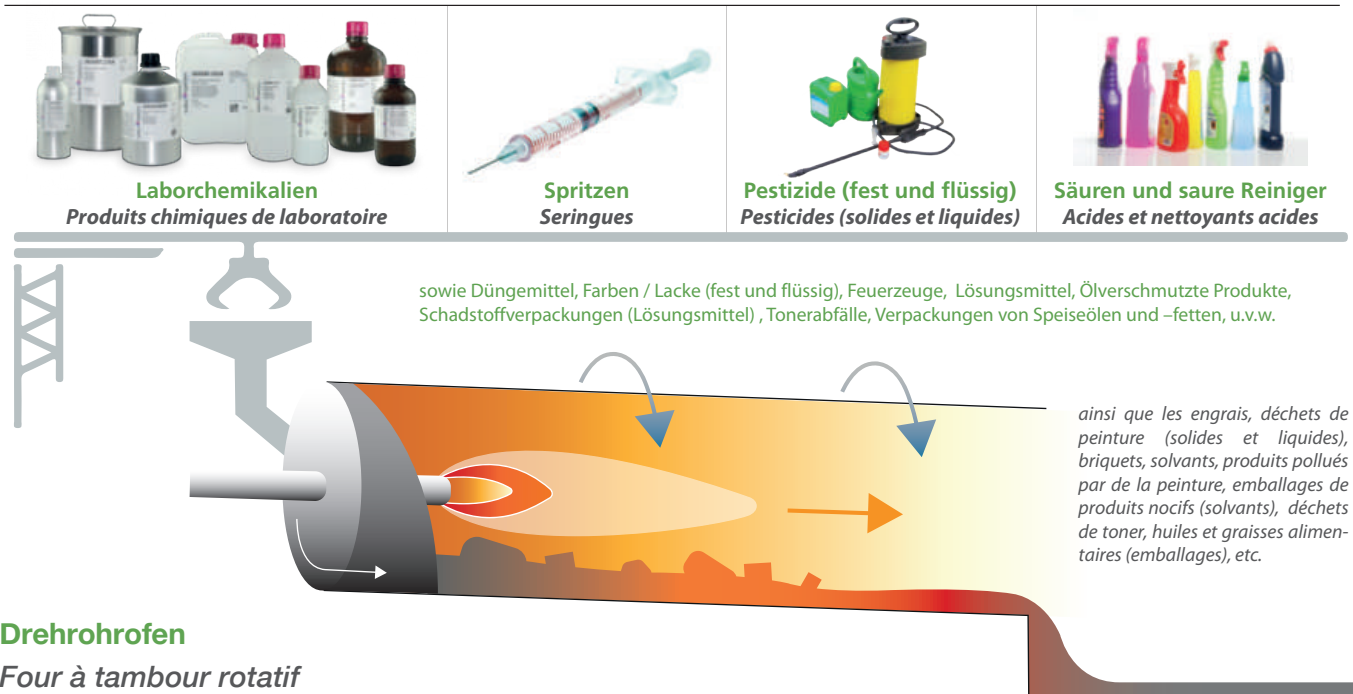 Laborchemikalien
Produits chimiques de laboratoire
Spritzen
Seringues
Pestizide (fest und flüssig)
Pesticides (solides et liquides)
Säuren und saure Reiniger
Acides et nettoyants acides
sowie Düngemittel, Farben / Lacke (fest und flüssig), Feuerzeuge, Lösungsmittel, Ölverschmutzte Produkte,
Schadstoffverpackungen (Lösungsmittel) , Tonerabfälle, Verpackungen von Speiseölen und –fetten, u.v.w.
ainsi que les engrais, déchets de
peinture (solides et liquides),
briquets, solvants, produits pollués
par de la peinture, emballages de
produits nocifs (solvants), déchets
de toner, huiles et graisses alimen-
taires (emballages), etc.
Drehrohrofen
Four à tambour rotatif